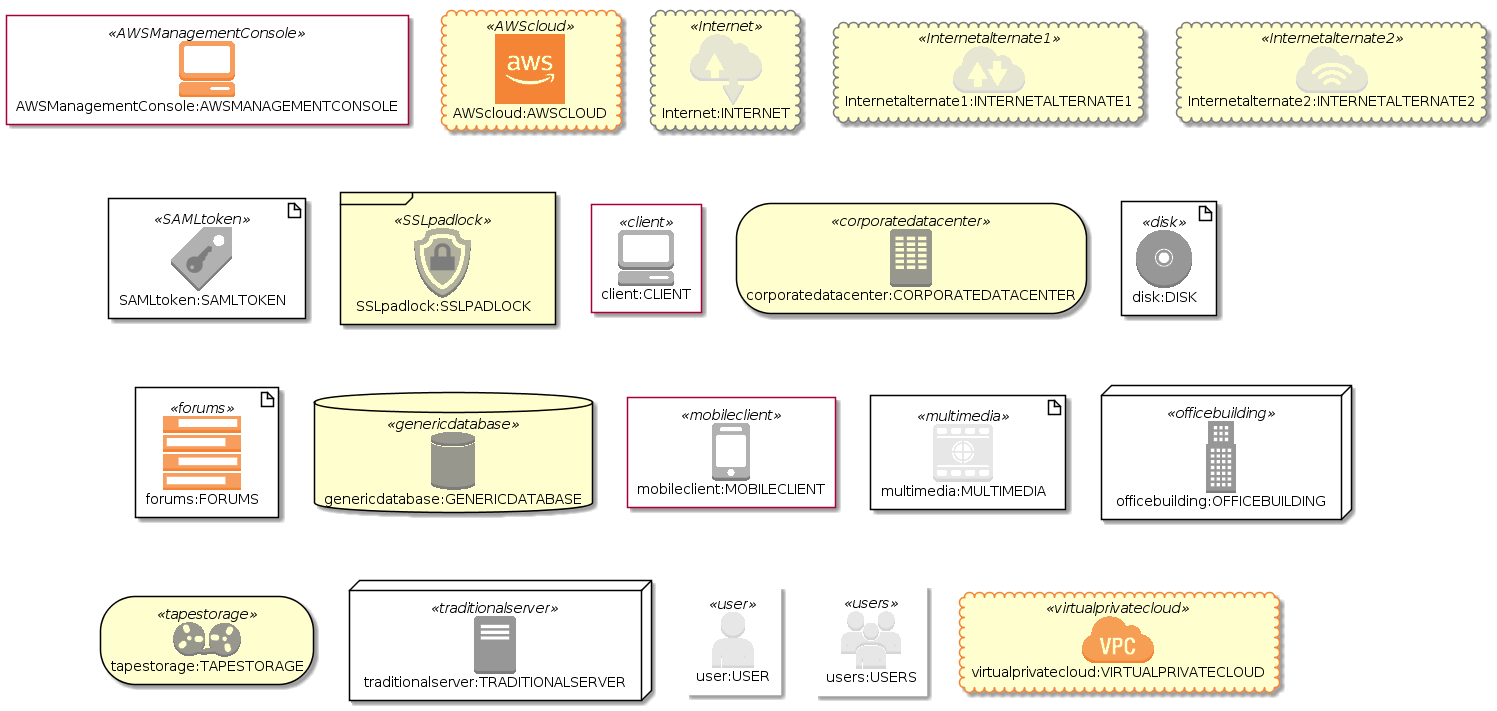 «AWSManagementConsole»
AWSManagementConsole:AWSMANAGEMENTCONSOLE
«AWScloud»
aws
AWScloud:AWSCLOUD
«Internet»
Internet:INTERNET
«Internetalternate1»
Internetalternate1:INTERNETALTERNATE1
«Internetalternate2»
Internetalternate2:INTERNETALTERNATE2
«SAMLtoken»
SAMLtoken:SAMLTOKEN
«SSLpadlock»
SSLpadlock:SSLPADLOCK
«client»
client:CLIENT
«corporatedatacenter»
corporatedatacenter:CORPORATEDATACENTER
«disk»
disk:DISK
«forums»
forums:FORUMS
«genericdatabase»
genericdatabase:GENERICDATABASE
«mobileclient»
mobileclient:MOBILECLIENT
«multimedia»
multimedia:MULTIMEDIA
«officebuilding»
officebuilding:OFFICEBUILDING
«tapestorage»
tapestorage:TAPESTORAGE
«traditionalserver»
traditionalserver:TRADITIONALSERVER
«user»
user:USER
«users»
users:USERS
«virtualprivatecloud»
VPC
virtualprivatecloud:VIRTUALPRIVATECLOUD